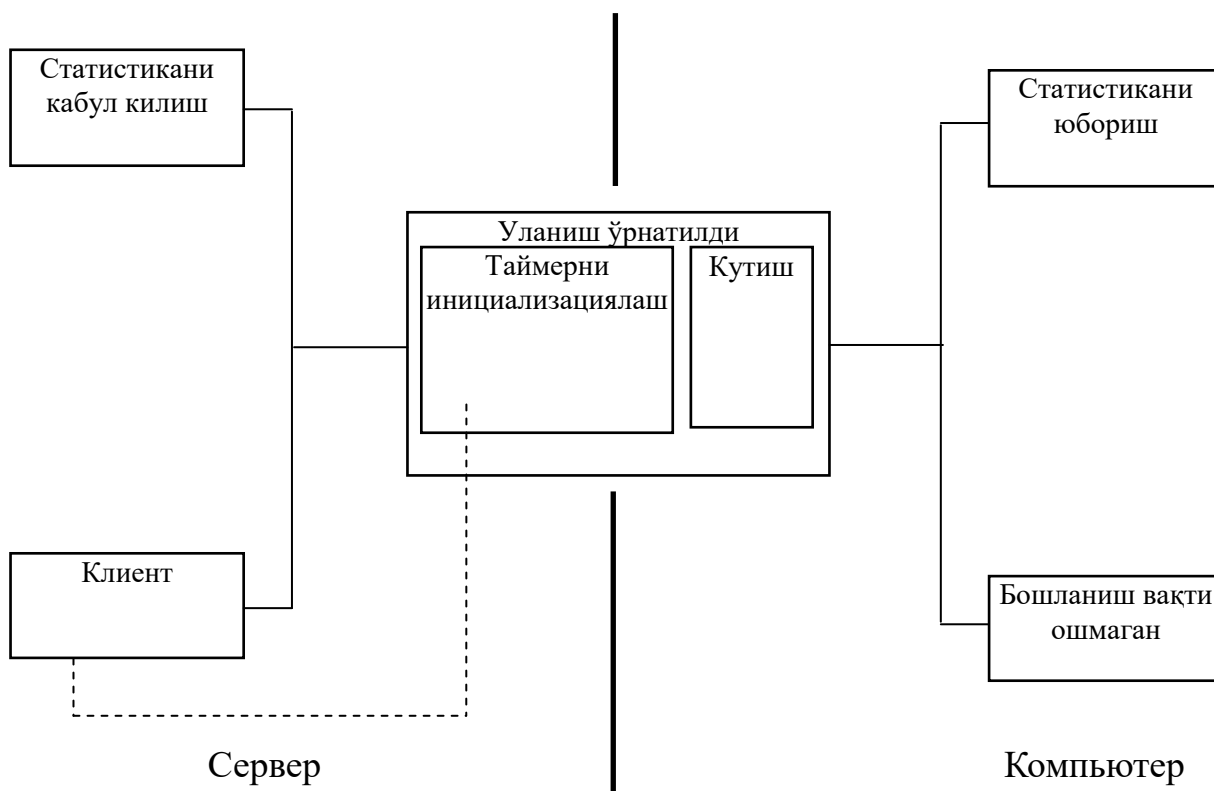 Статистикани
кабул килиш
Статистикани
юбориш
Уланиш ўрнатилди
Таймерни
инициализациялаш
Кутиш
Клиент
Бошланиш вақти
ошмаган
Сервер
Компьютер